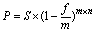 P = S × (1 − f/m)^{m×n}